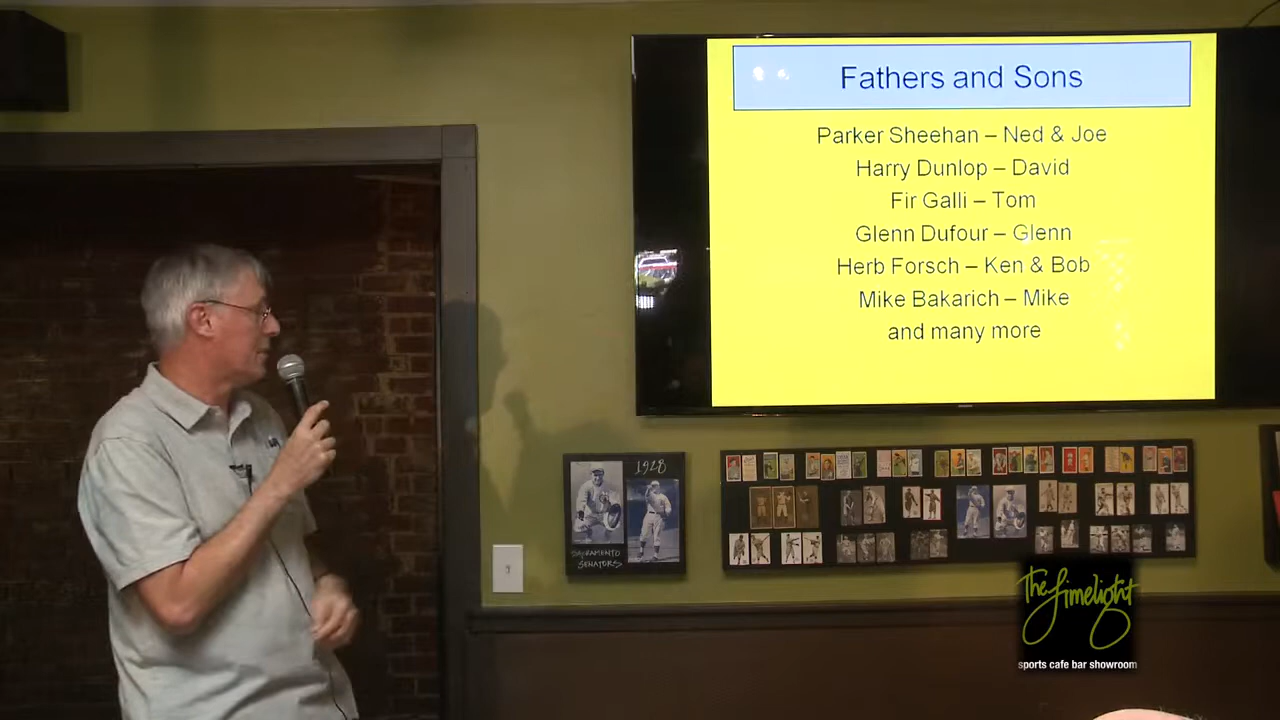 Fathers and Sons
Parker Sheehan – Ned & Joe
Harry Dunlop – David
Fir Galli – Tom
Glenn Dufour – Glenn
Herb Forsch – Ken & Bob
Mike Bakarich – Mike
and many more
1928
SACRAMENTO
SENATORS
The Limelight
sports cafe bar showroom